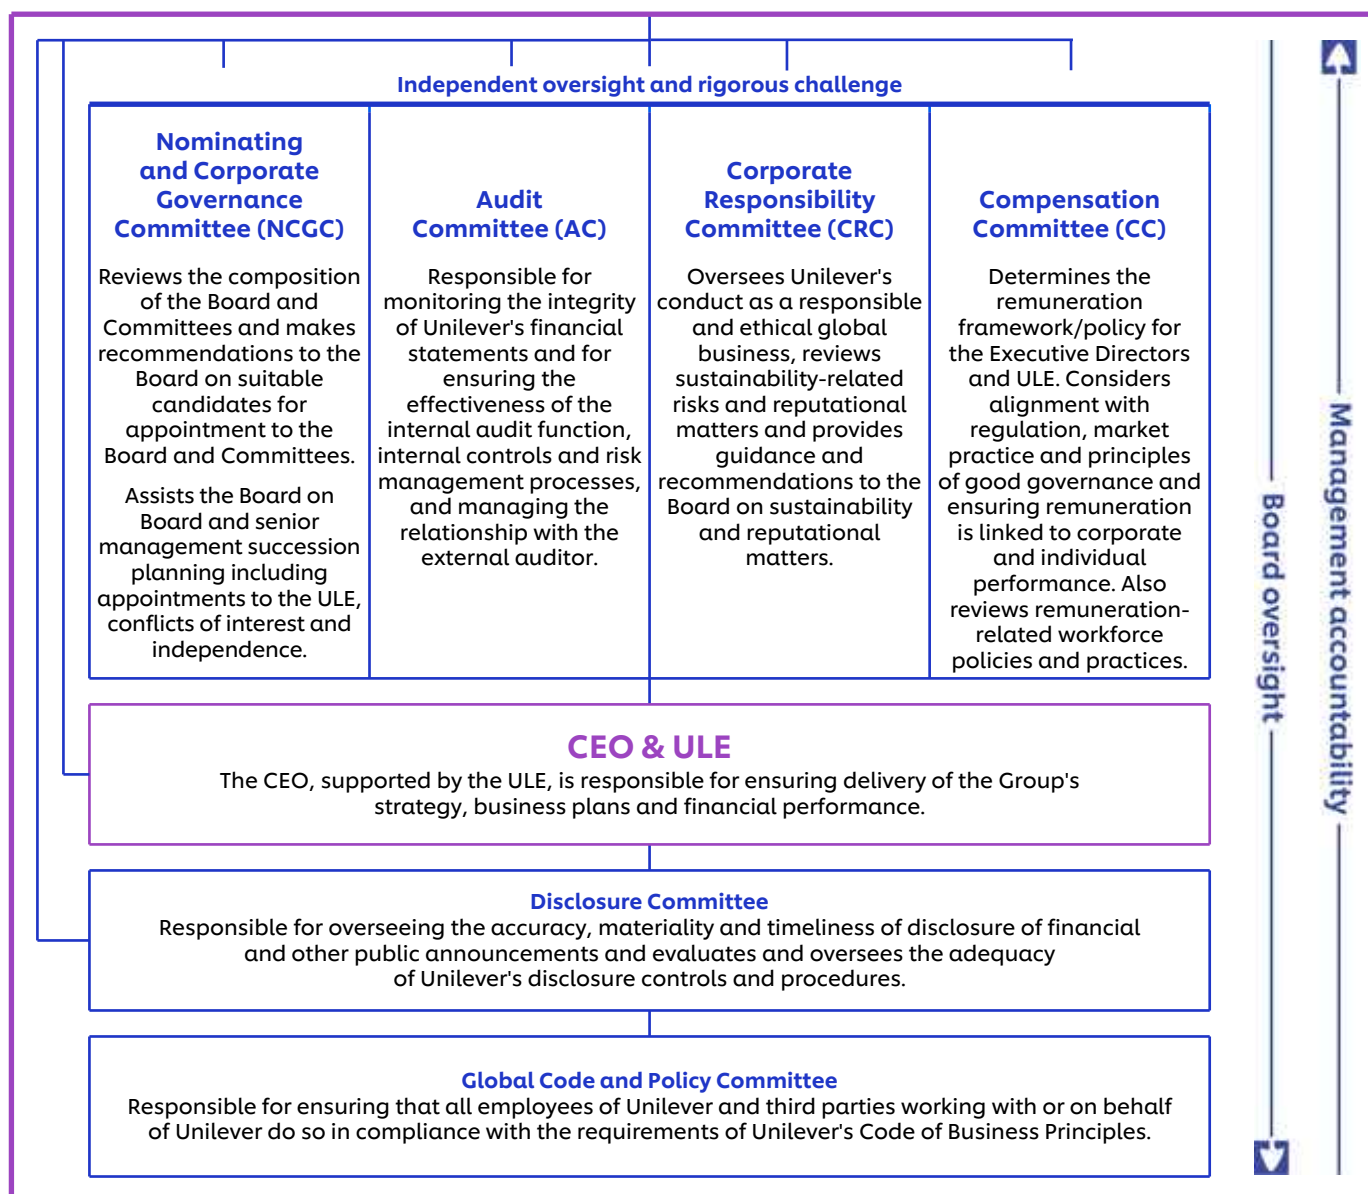 Independent oversight and rigorous challenge
Nominating
and Corporate
Governance
Committee (NCGC)
Reviews the composition
of the Board and
Committees and makes
recommendations to the
Board on suitable
candidates for
appointment to the
Board and Committees.
Assists the Board on
Board and senior
management succession
planning including
appointments to the ULE,
conflicts of interest and
independence.
Audit
Committee (AC)
Responsible for
monitoring the integrity
of Unilever's financial
statements and for
ensuring the
effectiveness of the
internal audit function,
internal controls and risk
management processes,
and managing the
relationship with the
external auditor.
Corporate
Responsibility
Committee (CRC)
Oversees Unilever's
conduct as a responsible
and ethical global
business, reviews
sustainability-related
risks and reputational
matters and provides
guidance and
recommendations to the
Board on sustainability
and reputational
matters.
Compensation
Committee (CC)
Determines the
remuneration
framework/policy for
the Executive Directors
and ULE. Considers
alignment with
regulation, market
practice and principles
of good governance and
ensuring remuneration
is linked to corporate
and individual
performance. Also
reviews remuneration-
related workforce
policies and practices.
CEO & ULE
The CEO, supported by the ULE, is responsible for ensuring delivery of the Group's
strategy, business plans and financial performance.
Disclosure Committee
Responsible for overseeing the accuracy, materiality and timeliness of disclosure of financial
and other public announcements and evaluates and oversees the adequacy
of Unilever's disclosure controls and procedures.
Global Code and Policy Committee
Responsible for ensuring that all employees of Unilever and third parties working with or on behalf
of Unilever do so in compliance with the requirements of Unilever's Code of Business Principles.
Board oversight
Management accountability